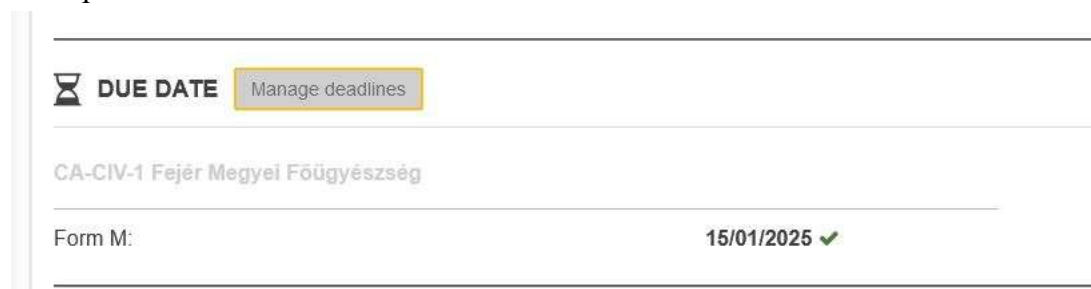 DUE DATE Manage deadlines
CA-CIV-1 Fejér Megyei Főügyészség
Form M: 15/01/2025